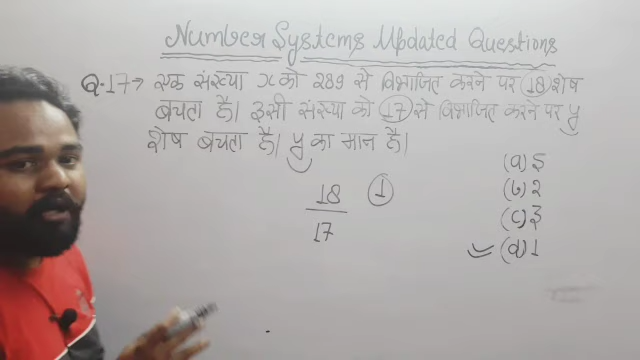 Number Systems Updated Questions
Q.17→ एक संख्या x को 289 से विभाजित करने पर 18 शेष
बचता है। इसी संख्या को 17 से विभाजित करने पर y
शेष बचता है। y का मान है।
(a) 5
18 1
(b) 2
17
(c) 3
(d) 1